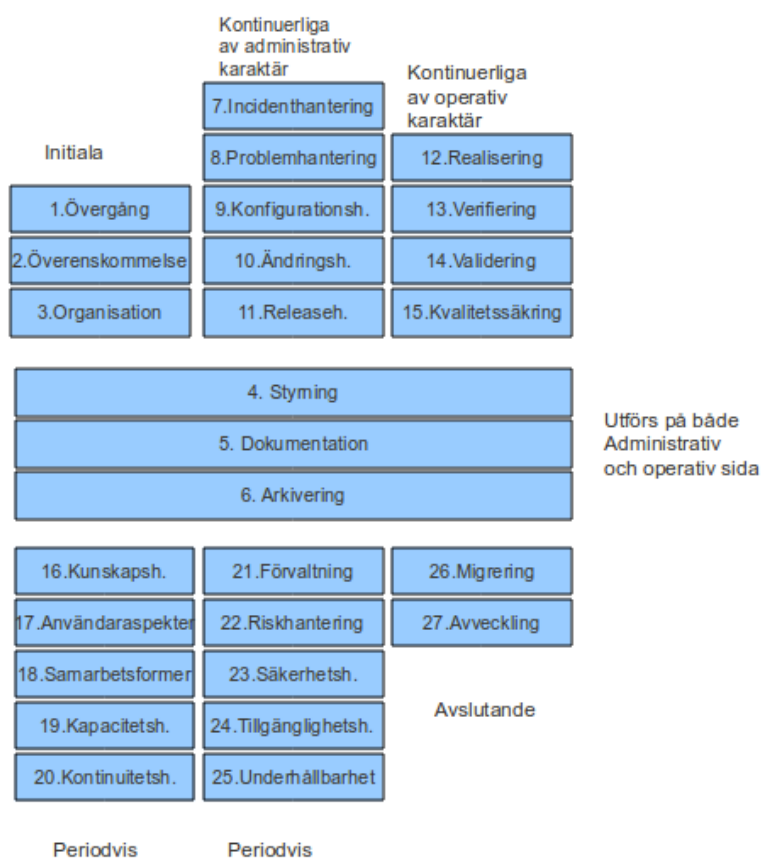 Initiala
1.Övergång
2.Överenskommelse
3.Organisation
Kontinuerliga
av administrativ
karaktär
7.Incidenthantering
8.Problemhantering
9.Konfigurationsh.
10.Ändringsh.
11.Releaseh.
Kontinuerliga
av operativ
karaktär
12.Realisering
13.Verifiering
14.Validering
15.Kvalitetssäkring
4. Styrning
5. Dokumentation
6. Arkivering
Utförs på både
Administrativ
och operativ sida
16.Kunskapsh.
17.Användaraspekter
18.Samarbetsformer
19.Kapacitetsh.
20.Kontinuitetsh.
Periodvis
21.Förvaltning
22.Riskhantering
23.Säkerhetsh.
24.Tillgänglighetsh.
25.Underhållbarhet
Periodvis
26.Migrering
27.Avveckling
Avslutande